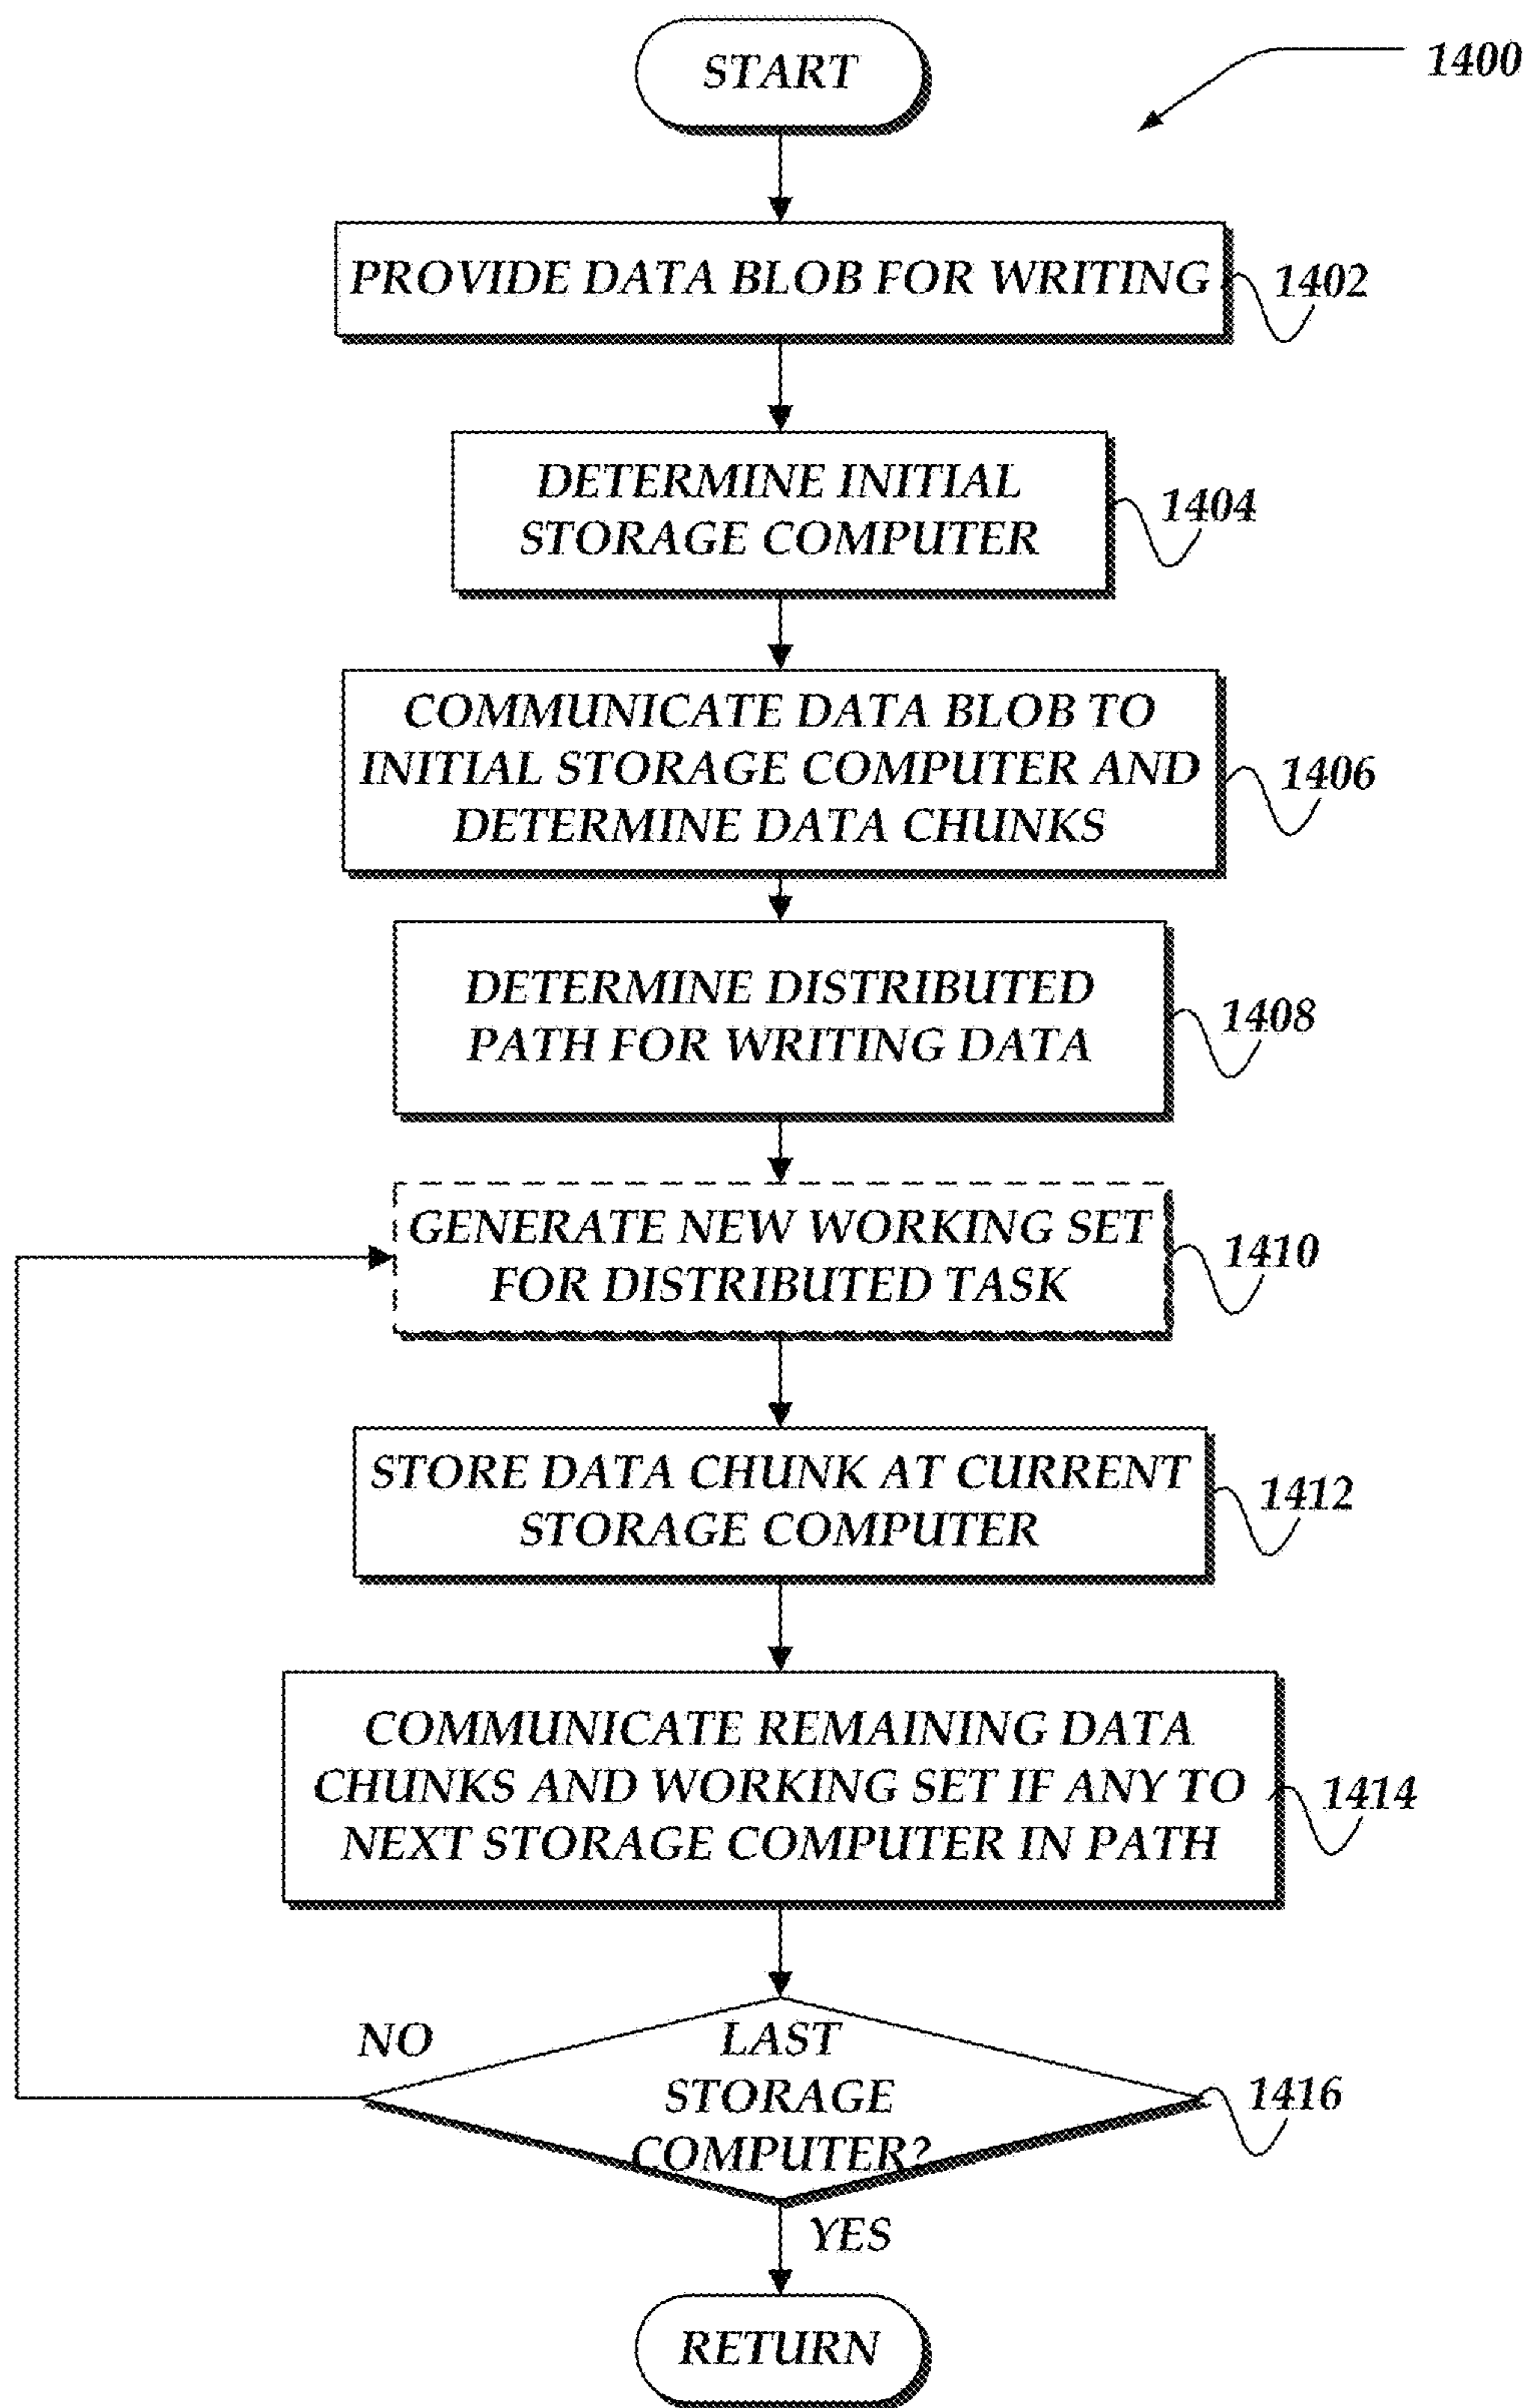 START
1400
PROVIDE DATA BLOB FOR WRITING
1402
DETERMINE INITIAL
STORAGE COMPUTER
1404
COMMUNICATE DATA BLOB TO
INITIAL STORAGE COMPUTER AND
DETERMINE DATA CHUNKS
1406
DETERMINE DISTRIBUTED
PATH FOR WRITING DATA
1408
GENERATE NEW WORKING SET
FOR DISTRIBUTED TASK
1410
STORE DATA CHUNK AT CURRENT
STORAGE COMPUTER
1412
COMMUNICATE REMAINING DATA
CHUNKS AND WORKING SET IF ANY TO
NEXT STORAGE COMPUTER IN PATH
1414
NO
LAST
STORAGE
COMPUTER?
1416
YES
RETURN